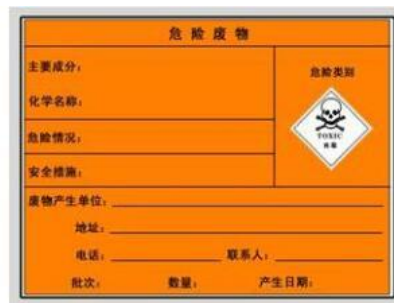 危险废物
主要成分：
危险类别
化学名称：
TOXIC
危险情况：
安全措施：
废物产生单位：
地址：
电话： 联系人：
批次： 数量： 产生日期：